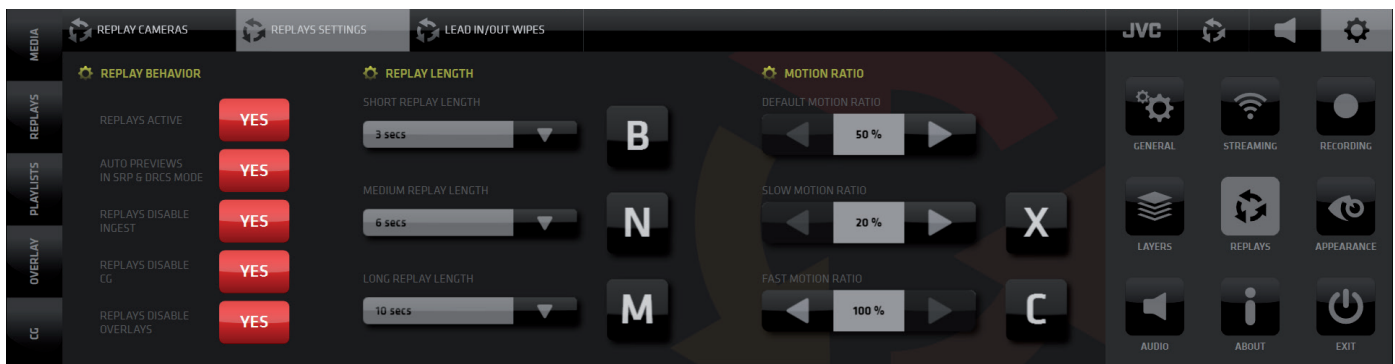 MEDIA
REPLAYS
PLAYLISTS
OVERLAY
CG
REPLAY CAMERAS
REPLAYS SETTINGS
LEAD IN/OUT WIPES
JVC
REPLAY BEHAVIOR
REPLAYS ACTIVE
YES
AUTO PREVIEWS
IN SRP & DRCS MODE
YES
REPLAYS DISABLE
INGEST
YES
REPLAYS DISABLE
CG
YES
REPLAYS DISABLE
OVERLAYS
YES
REPLAY LENGTH
SHORT REPLAY LENGTH
3 secs
B
MEDIUM REPLAY LENGTH
6 secs
N
LONG REPLAY LENGTH
10 secs
M
MOTION RATIO
DEFAULT MOTION RATIO
50 %
SLOW MOTION RATIO
20 %
X
FAST MOTION RATIO
100 %
C
GENERAL
STREAMING
RECORDING
LAYERS
REPLAYS
APPEARANCE
AUDIO
ABOUT
EXIT